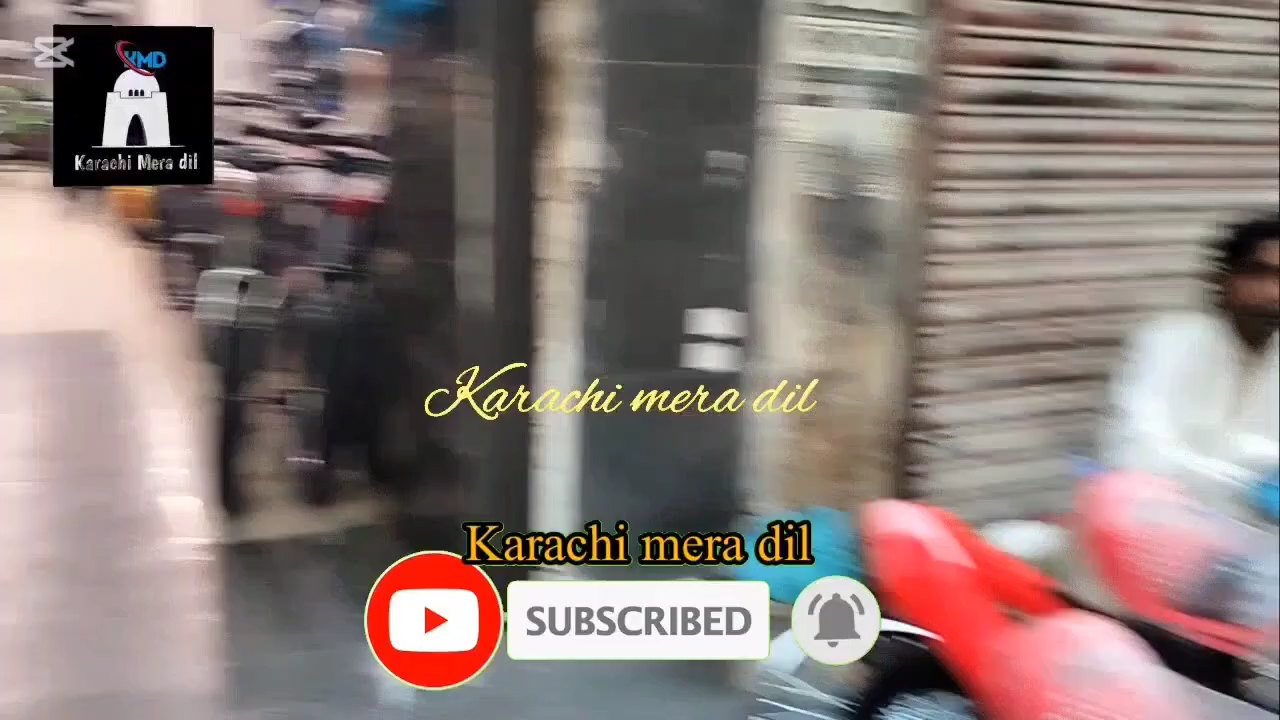 KMD
Karachi Mera dil
Karachi mera dil
Karachi mera dil
SUBSCRIBED